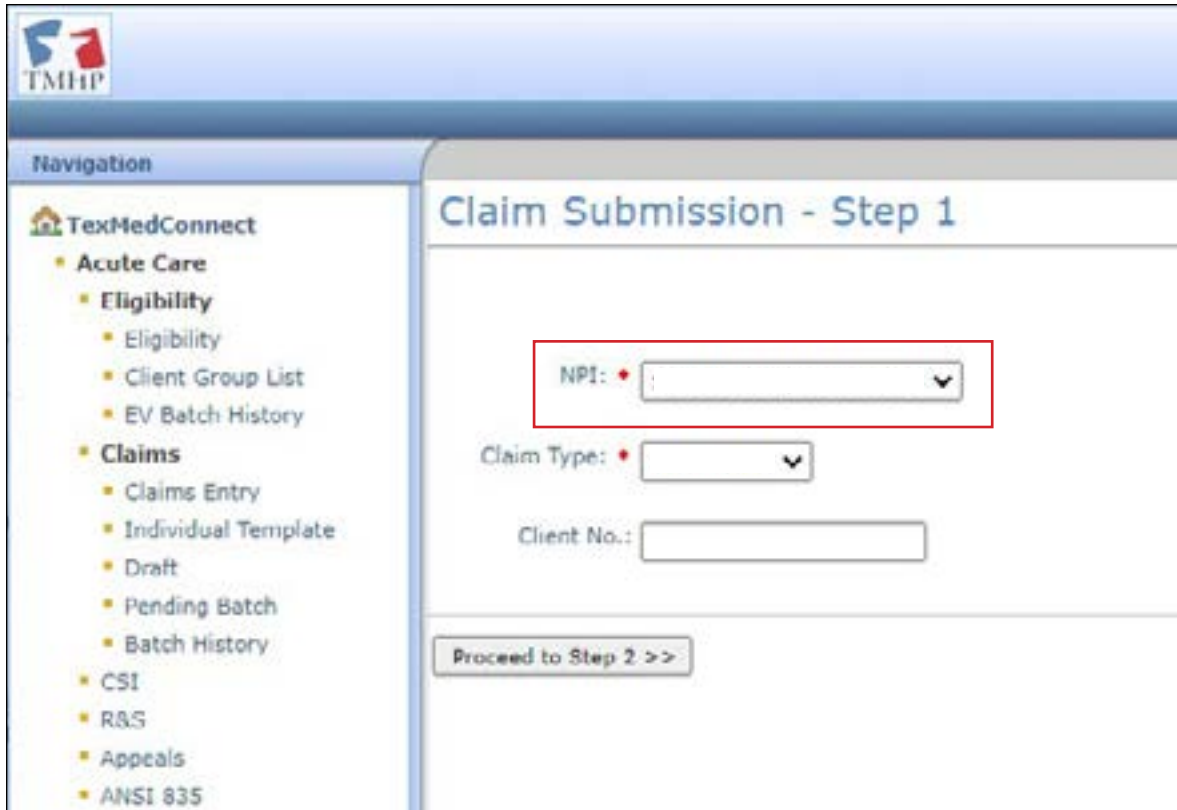 TMHP
Navigation
TexMedConnect
Acute Care
Eligibility
Eligibility
Client Group List
EV Batch History
Claims
Claims Entry
Individual Template
Draft
Pending Batch
Batch History
CSI
R&S
Appeals
ANSI 835
Claim Submission - Step 1
NPI:
Claim Type:
Client No.:
Proceed to Step 2 >>